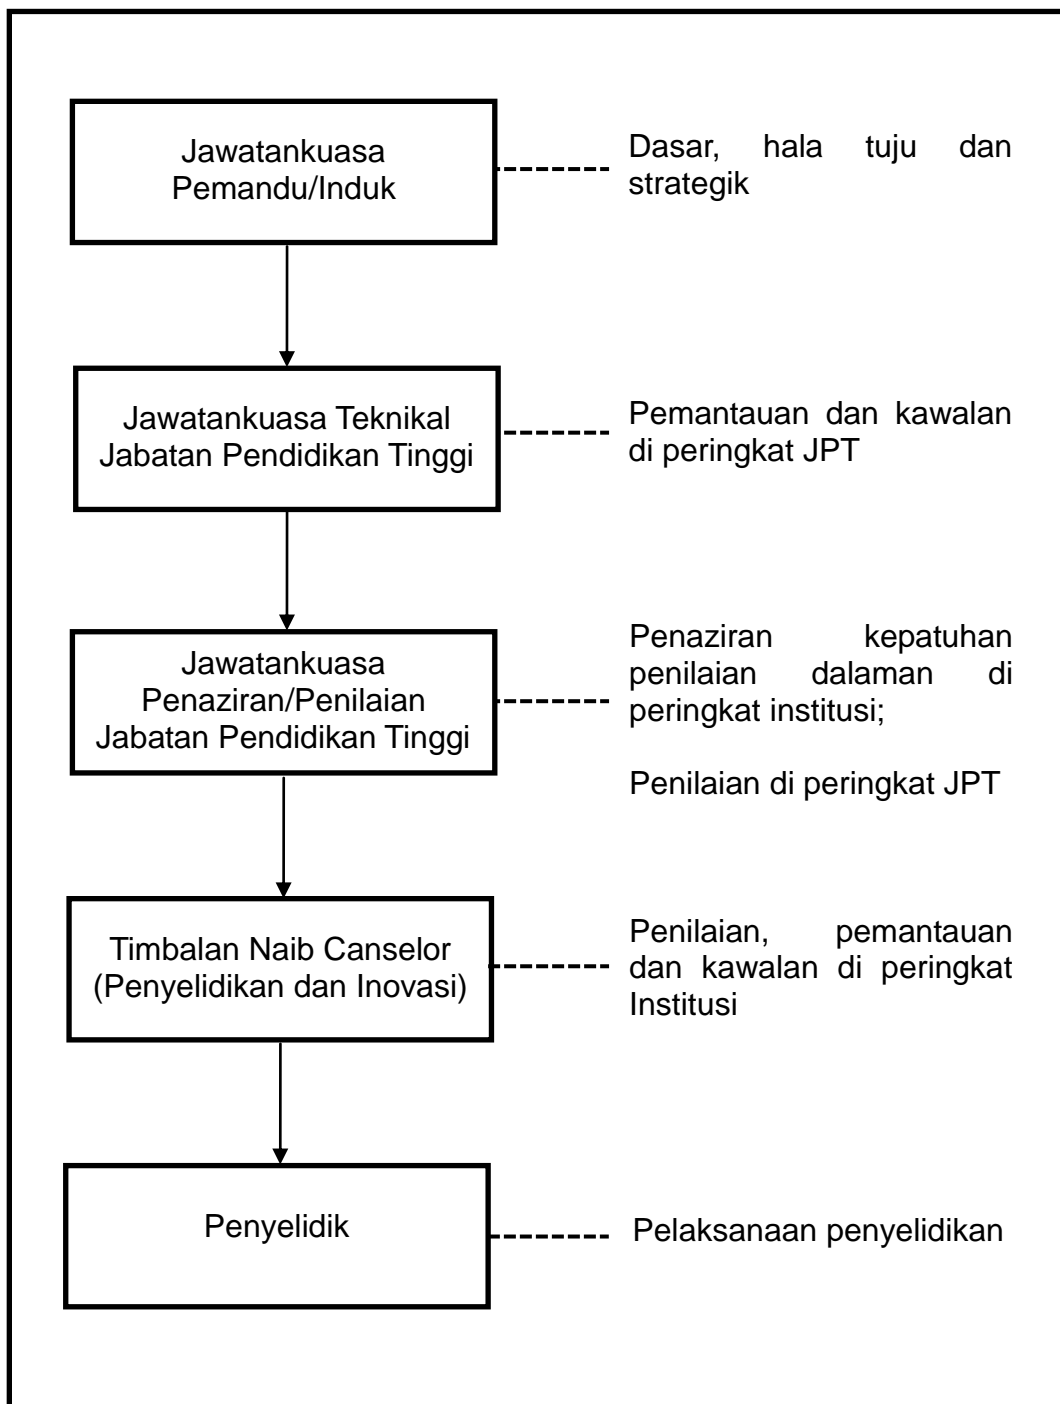 Jawatankuasa
Pemandu/Induk
Dasar, hala tuju dan
strategik
Jawatankuasa Teknikal
Jabatan Pendidikan Tinggi
Pemantauan dan kawalan
di peringkat JPT
Jawatankuasa
Penaziran/Penilaian
Jabatan Pendidikan Tinggi
Penaziran kepatuhan
penilaian dalaman di
peringkat institusi;
Penilaian di peringkat JPT
Timbalan Naib Canselor
(Penyelidikan dan Inovasi)
Penilaian, pemantauan
dan kawalan di peringkat
Institusi
Penyelidik
Pelaksanaan penyelidikan